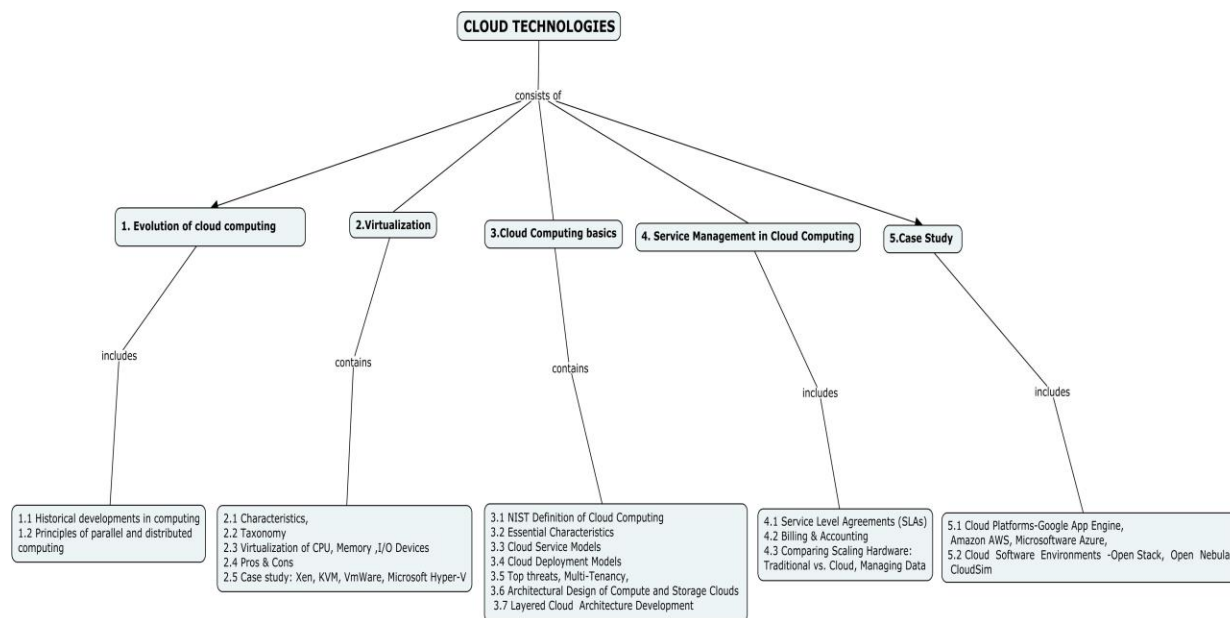 CLOUD TECHNOLOGIES
consists of
1. Evolution of cloud computing
2.Virtualization
3.Cloud Computing basics
4. Service Management in Cloud Computing
5.Case Study
includes
contains
contains
includes
includes
1.1 Historical developments in computing
1.2 Principles of parallel and distributed
computing
2.1 Characteristics,
2.2 Taxonomy
2.3 Virtualization of CPU, Memory ,I/O Devices
2.4 Pros & Cons
2.5 Case study: Xen, KVM, VmWare, Microsoft Hyper-V
3.1 NIST Definition of Cloud Computing
3.2 Essential Characteristics
3.3 Cloud Service Models
3.4 Cloud Deployment Models
3.5 Top threats, Multi-Tenancy,
3.6 Architectural Design of Compute and Storage Clouds
3.7 Layered Cloud Architecture Development
4.1 Service Level Agreements (SLAs)
4.2 Billing & Accounting
4.3 Comparing Scaling Hardware:
Traditional vs. Cloud, Managing Data
5.1 Cloud Platforms-Google App Engine,
Amazon AWS, Microsoftware Azure,
5.2 Cloud Software Environments -Open Stack, Open Nebula
CloudSim